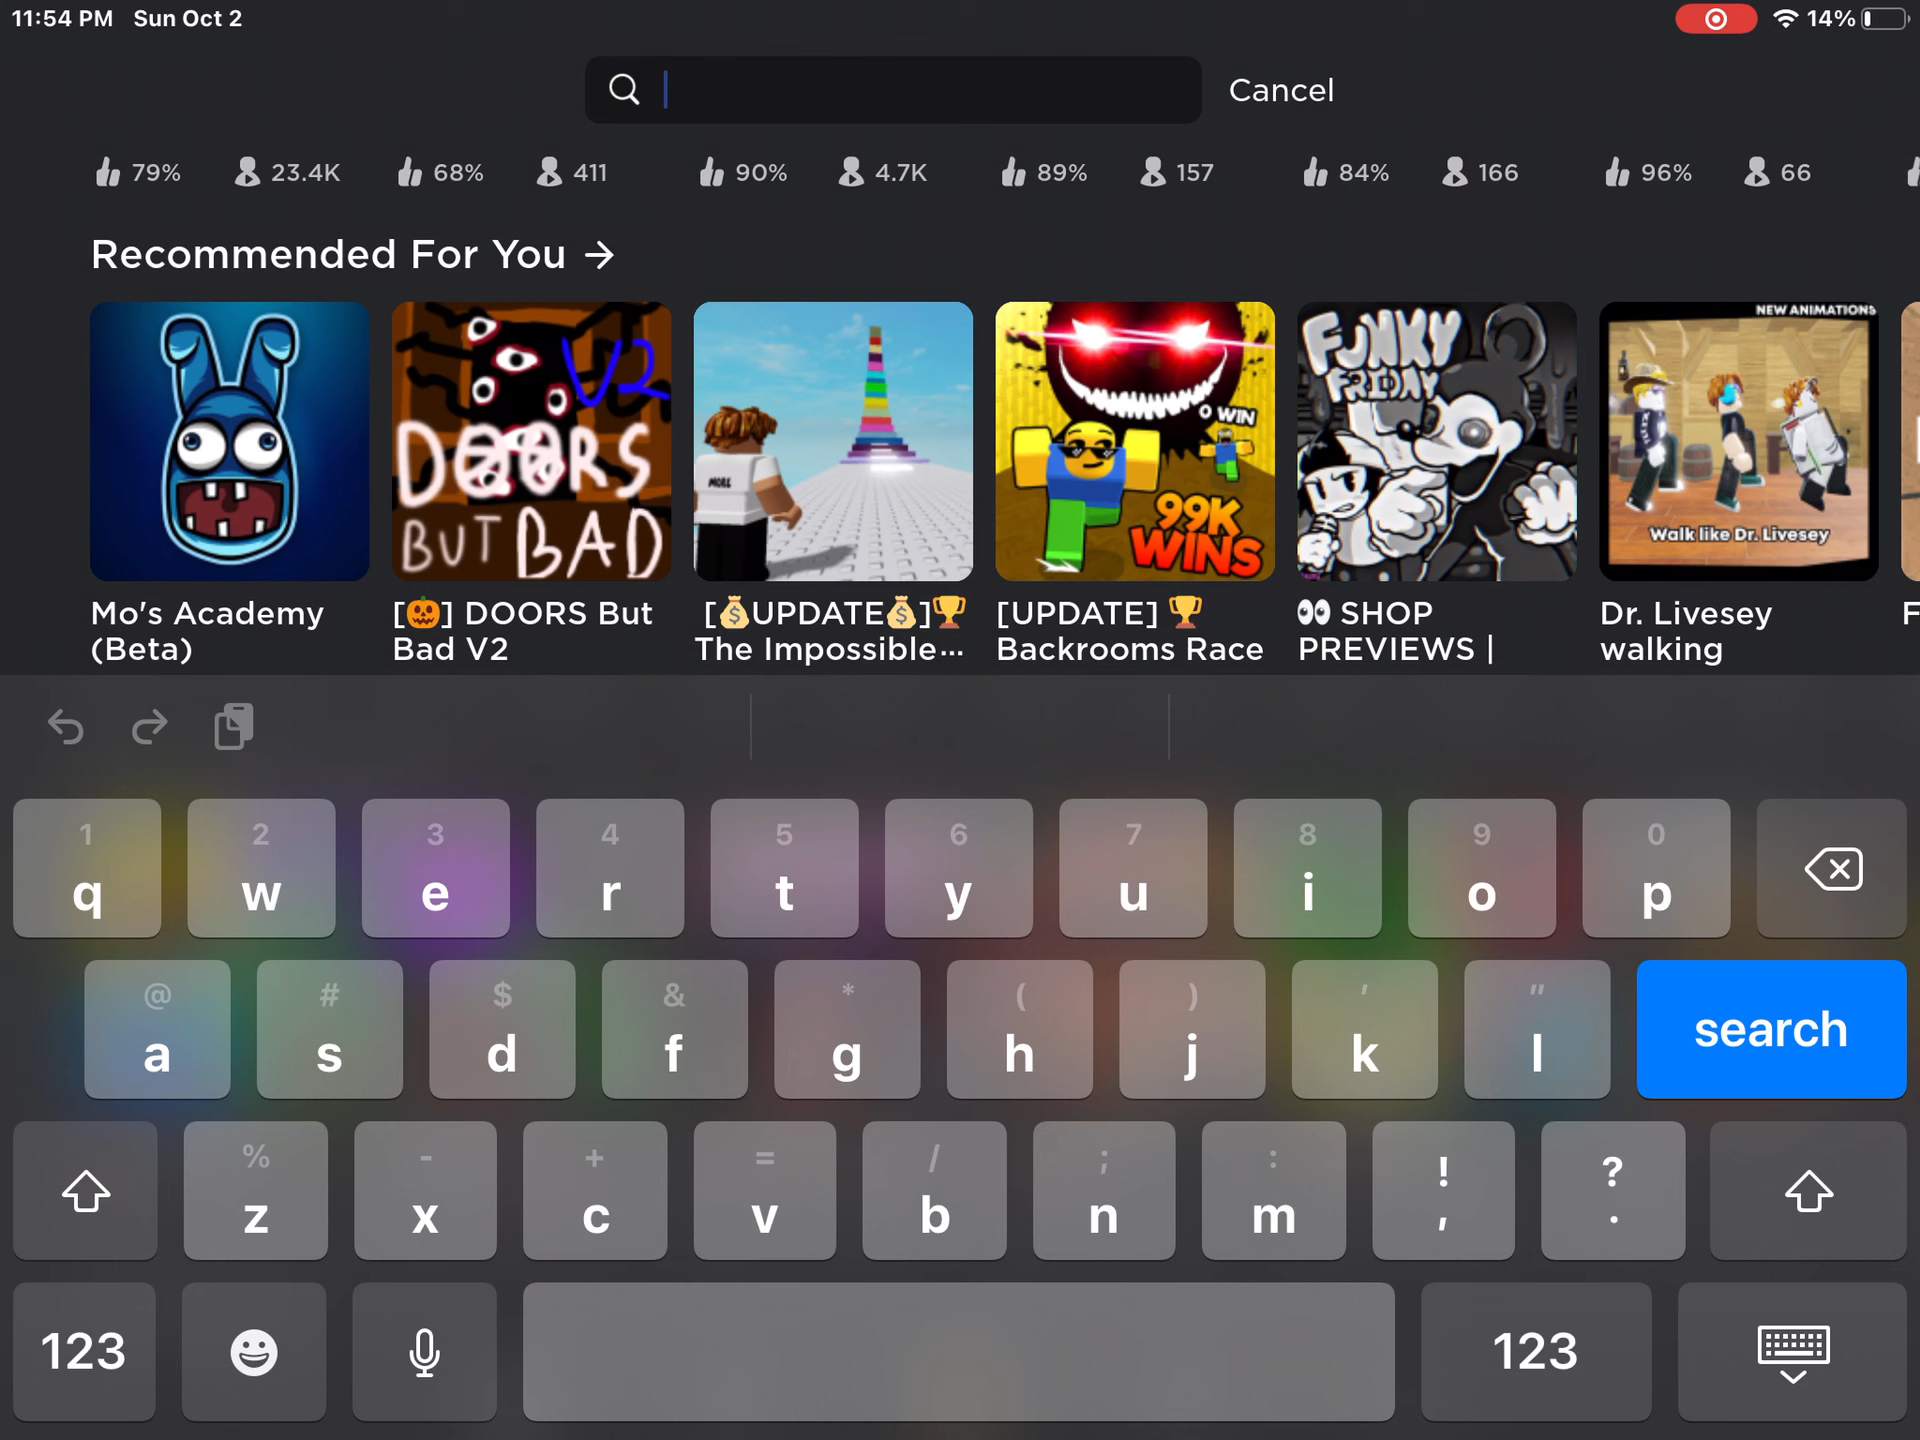 11:54 PM Sun Oct 2
14%
Cancel
79% 23.4K 68% 411 90% 4.7K 89% 157 84% 166 96% 66
Recommended For You →
V2
DOORS
BUT BAD
MORE
0 WIN
99K
WINS
FUNKY
FRIDAY
NEW ANIMATIONS
Walk like Dr. Livesey
Mo's Academy
(Beta)
[🎃] DOORS But
Bad V2
[💰UPDATE💰]🏆
The Impossible...
[UPDATE] 🏆
Backrooms Race
👀 SHOP
PREVIEWS |
Dr. Livesey
walking
F
1 2 3 4 5 6 7 8 9 0
q w e r t y u i o p
@ # $ & * ( ) ' "
a s d f g h j k l
search
% - + = / ; : ! ?
z x c v b n m , .
123 123